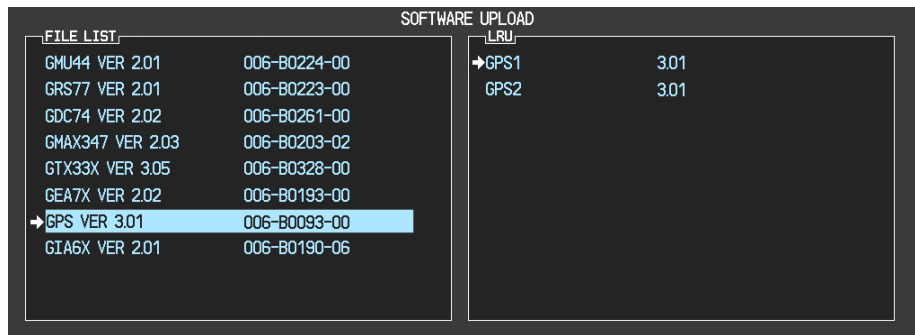 SOFTWARE UPLOAD
FILE LIST
GMU44 VER 2.01 006-B0224-00
GRS77 VER 2.01 006-B0223-00
GDC74 VER 2.02 006-B0261-00
GMAX347 VER 2.03 006-B0203-02
GTX33X VER 3.05 006-B0328-00
GEA7X VER 2.02 006-B0193-00
GPS VER 3.01 006-B0093-00
GIA6X VER 2.01 006-B0190-06
LRU
GPS1 3.01
GPS2 3.01